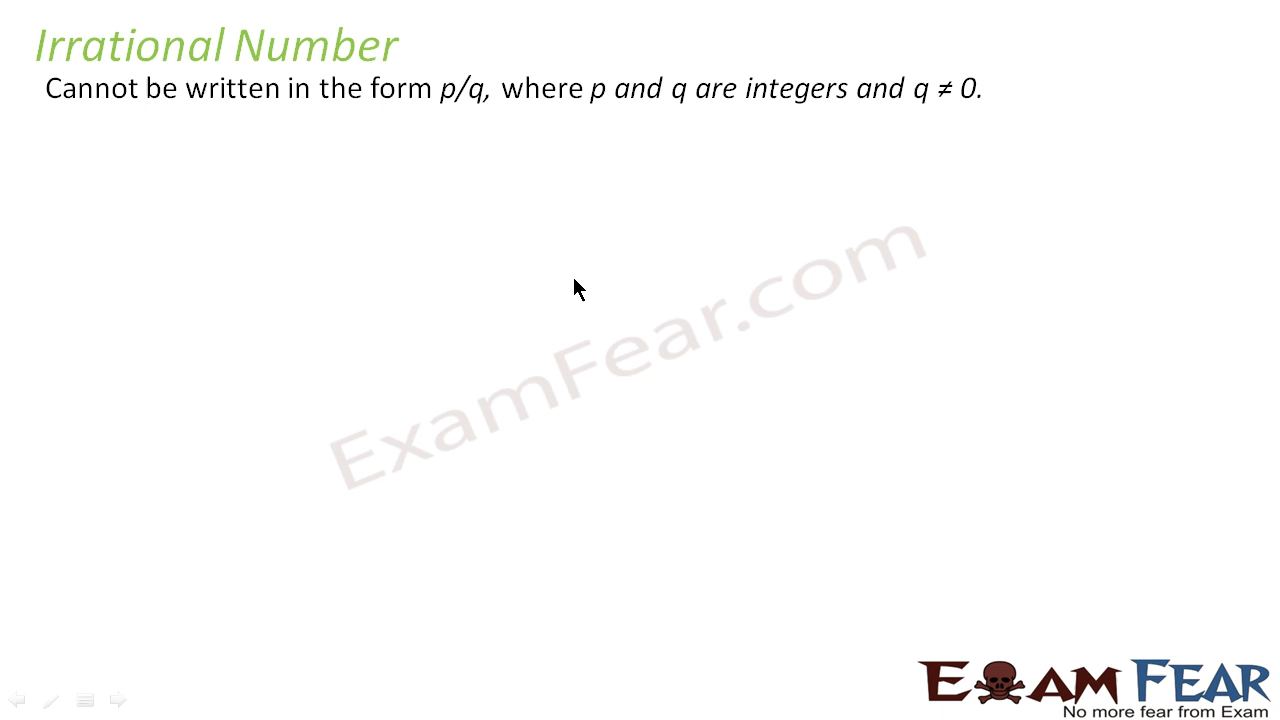 Irrational Number
Cannot be written in the form p/q, where p and q are integers and q ≠ 0.
ExamFear.com
EXAM FEAR
No more fear from Exam